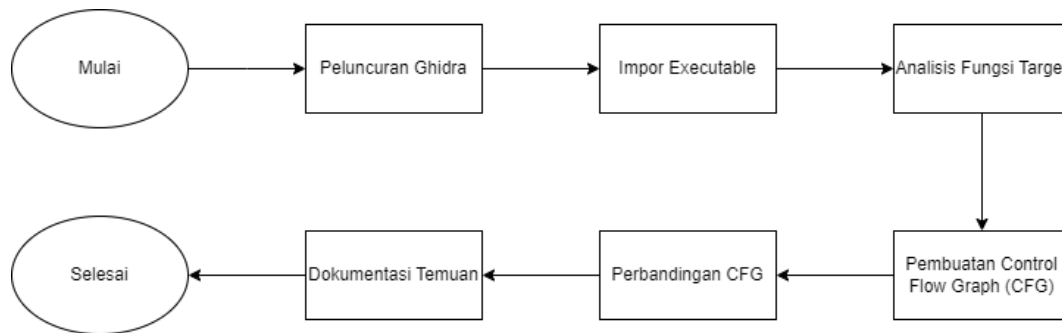 Mulai
Peluncuran Ghidra
Impor Executable
Analisis Fungsi Targe
Selesai
Dokumentasi Temuan
Perbandingan CFG
Pembuatan Control
Flow Graph (CFG)